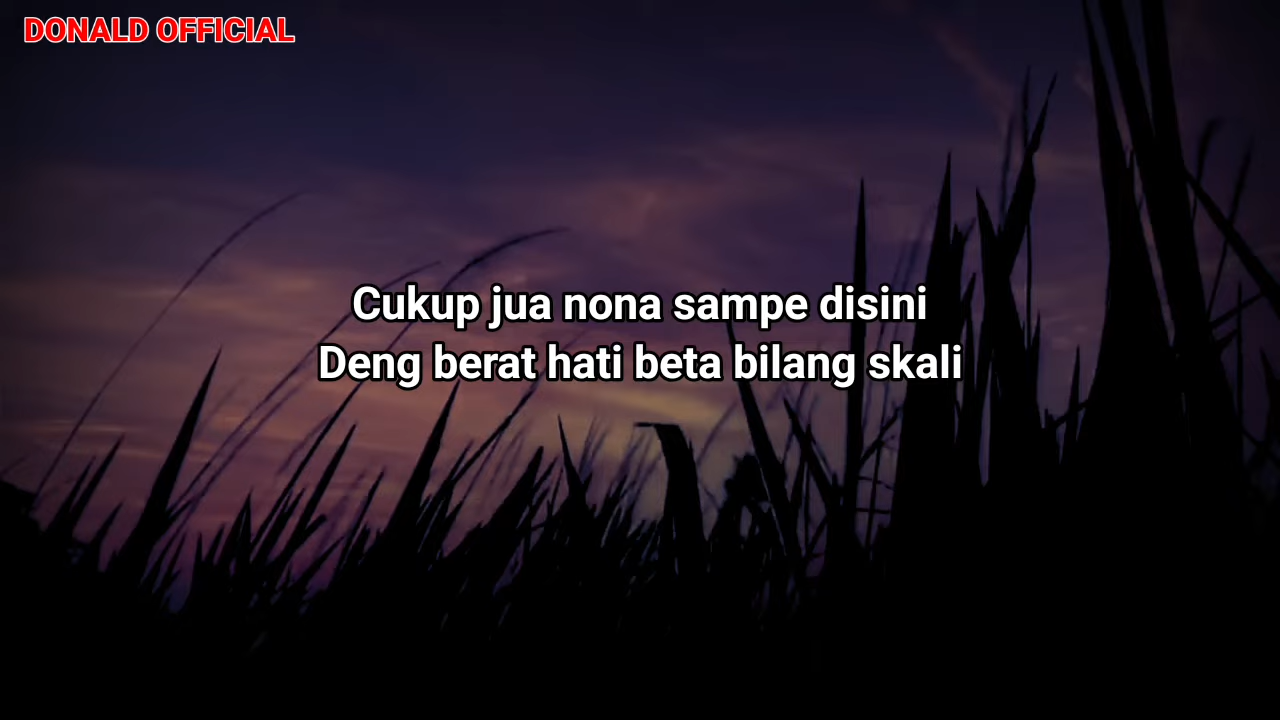 DONALD OFFICIAL
Cukup jua nona sampe disini
Deng berat hati beta bilang skali